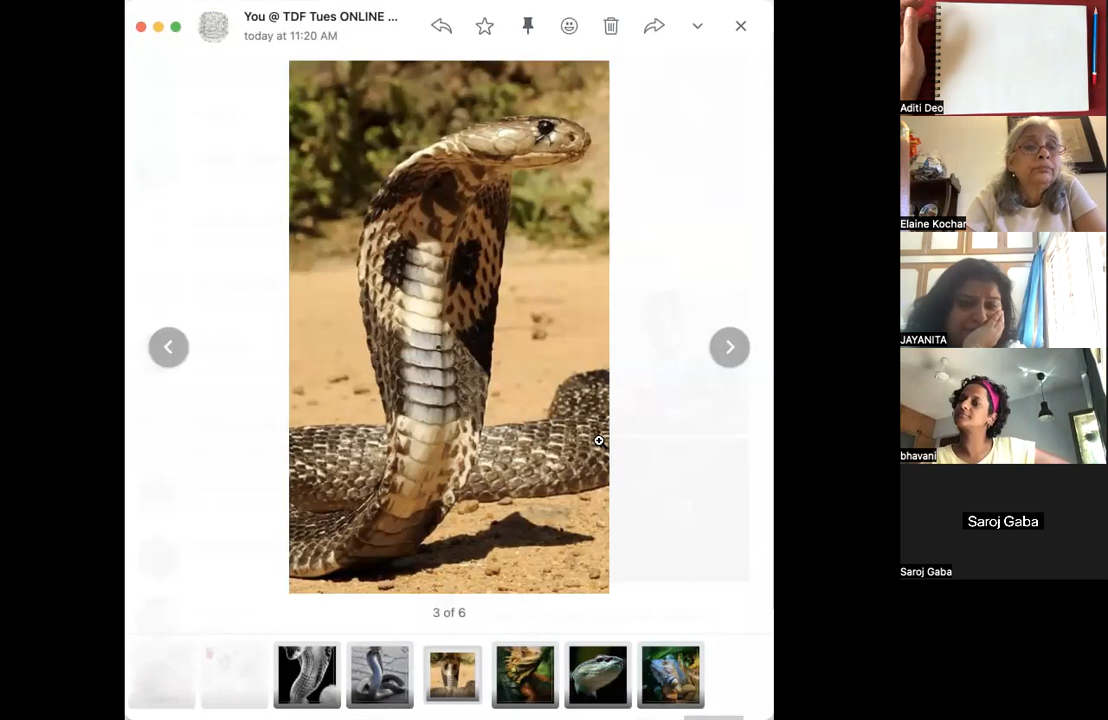 You @ TDF Tues ONLINE ...
today at 11:20 AM
3 of 6
Aditi Deo
Elaine Kochar
JAYANITA
bhavani
Saroj Gaba
Saroj Gaba